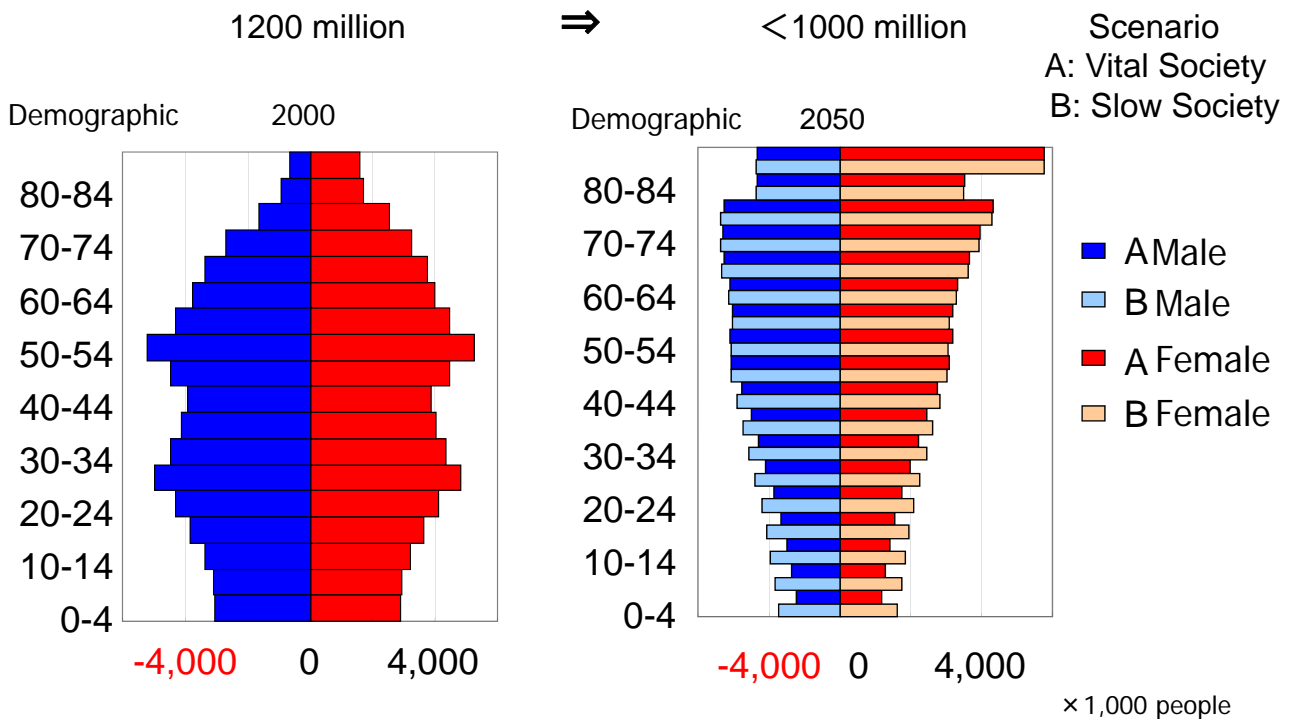 1200 million ⇒ <1000 million Scenario
A: Vital Society
B: Slow Society
Demographic 2000
80-84
70-74
60-64
50-54
40-44
30-34
20-24
10-14
0-4
-4,000 0 4,000
Demographic 2050
80-84
70-74
60-64
50-54
40-44
30-34
20-24
10-14
0-4
-4,000 0 4,000
×1,000 people
A Male
B Male
A Female
B Female